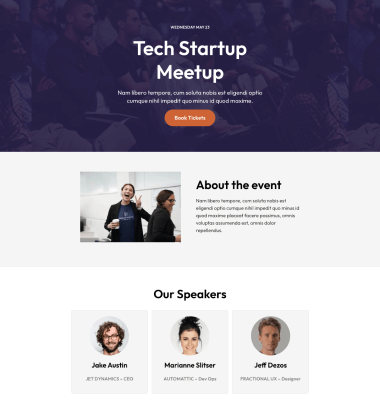 WEDNESDAY MAY 23
Tech Startup
Meetup
Nam libero tempore, cum soluta nobis est eligendi optio
cumque nihil impedit quo minus id quod maxime.
Book Tickets
About the event
Nam libero tempore, cum soluta nobis est
eligendi optio cumque nihil impedit quo minus id
quod maxime placeat facere possimus, omnis
voluptas assumenda est, omnis dolor
repellendus.
Our Speakers
Jake Austin
Marianne Slitser
Jeff Dezos
JET DYNAMICS – CEO
AUTOMATTIC – Dev Ops
FRACTIONAL UX – Designer